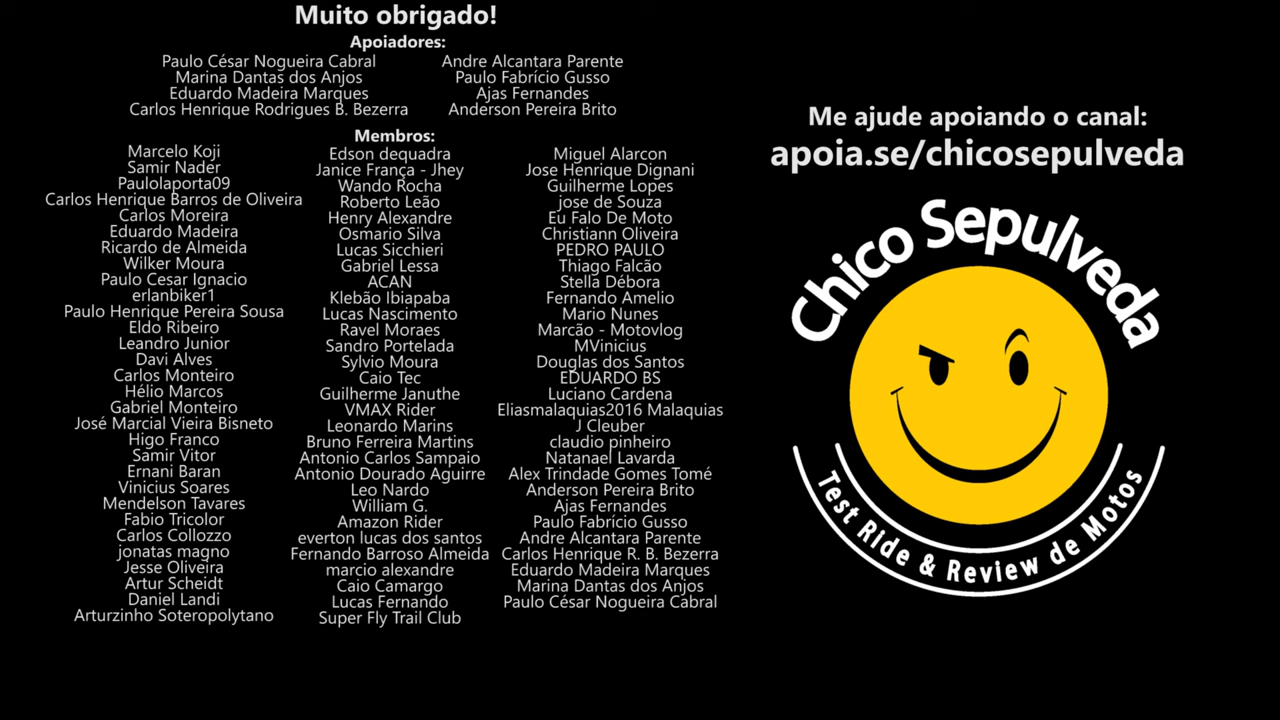 Muito obrigado!
Apoiadores:
Paulo César Nogueira Cabral
Marina Dantas dos Anjos
Eduardo Madeira Marques
Carlos Henrique Rodrigues B. Bezerra
Andre Alcantara Parente
Paulo Fabrício Gusso
Ajas Fernandes
Anderson Pereira Brito
Membros:
Marcelo Koji
Samir Nader
Paulolaporta09
Carlos Henrique Barros de Oliveira
Carlos Moreira
Eduardo Madeira
Ricardo de Almeida
Wilker Moura
Paulo Cesar Ignacio
erlanbiker1
Paulo Henrique Pereira Sousa
Eldo Ribeiro
Leandro Junior
Davi Alves
Carlos Monteiro
Hélio Marcos
Gabriel Monteiro
José Marcial Vieira Bisneto
Higo Franco
Samir Vitor
Ernani Baran
Vinicius Soares
Mendelson Tavares
Fabio Tricolor
Carlos Collozzo
jonatas magno
Jesse Oliveira
Artur Scheidt
Daniel Landi
Arturzinho Soteropolytano
Edson dequadra
Janice França - Jhey
Wando Rocha
Roberto Leão
Henry Alexandre
Osmario Silva
Lucas Sicchieri
Gabriel Lessa
ACAN
Klebão Ibiapaba
Lucas Nascimento
Ravel Moraes
Sandro Portelada
Sylvio Moura
Caio Tec
Guilherme Januthe
VMAX Rider
Leonardo Marins
Bruno Ferreira Martins
Antonio Carlos Sampaio
Antonio Dourado Aguirre
Leo Nardo
William G.
Amazon Rider
everton lucas dos santos
Fernando Barroso Almeida
marcio alexandre
Caio Camargo
Lucas Fernando
Super Fly Trail Club
Miguel Alarcon
Jose Henrique Dignani
Guilherme Lopes
jose de Souza
Eu Falo De Moto
Christiann Oliveira
PEDRO PAULO
Thiago Falcão
Stella Débora
Fernando Amelio
Mario Nunes
Marcão - Motovlog
MVinicius
Douglas dos Santos
EDUARDO BS
Luciano Cardena
Eliasmalaquias2016 Malaquias
J Cleuber
claudio pinheiro
Natanael Lavarda
Alex Trindade Gomes Tomé
Anderson Pereira Brito
Ajas Fernandes
Paulo Fabrício Gusso
Andre Alcantara Parente
Carlos Henrique R. B. Bezerra
Eduardo Madeira Marques
Marina Dantas dos Anjos
Paulo César Nogueira Cabral
Me ajude apoiando o canal:
apoia.se/chicosepulveda
Chico Sepulveda
Test Ride & Review de Motos